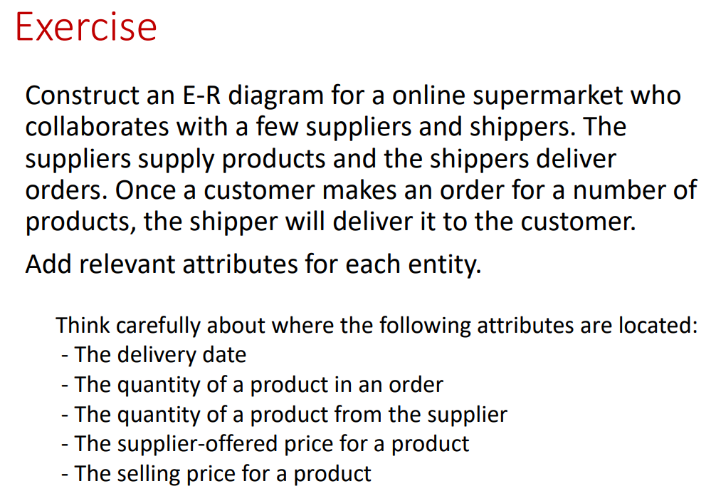 Exercise
Construct an E-R diagram for a online supermarket who
collaborates with a few suppliers and shippers. The
suppliers supply products and the shippers deliver
orders. Once a customer makes an order for a number of
products, the shipper will deliver it to the customer.
Add relevant attributes for each entity.
Think carefully about where the following attributes are located:
- The delivery date
- The quantity of a product in an order
- The quantity of a product from the supplier
- The supplier-offered price for a product
- The selling price for a product